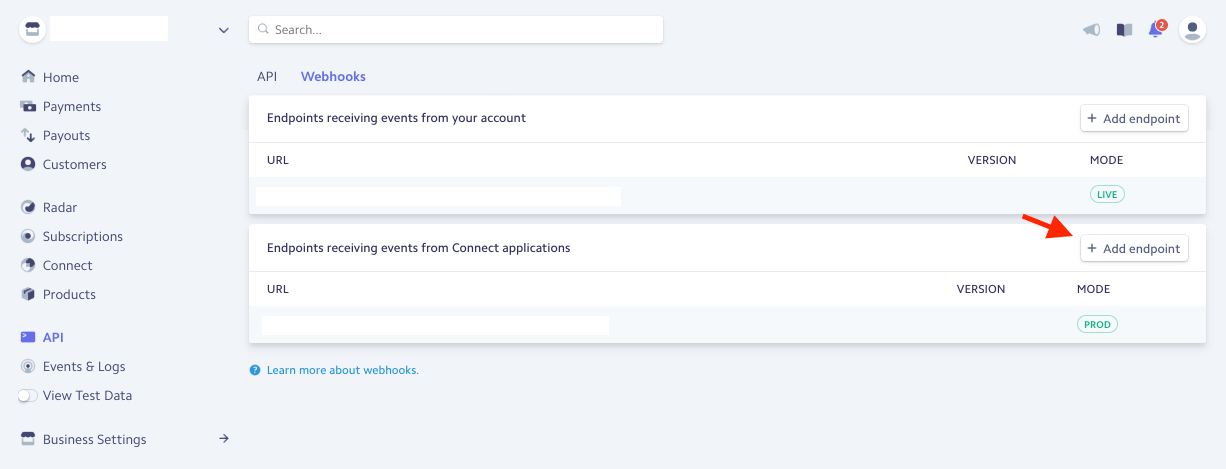 Search...
2
Home
Payments
Payouts
Customers
Radar
Subscriptions
Connect
Products
API
Events & Logs
View Test Data
Business Settings
API Webhooks
Endpoints receiving events from your account + Add endpoint
URL VERSION MODE
LIVE
Endpoints receiving events from Connect applications + Add endpoint
URL VERSION MODE
PROD
? Learn more about webhooks.